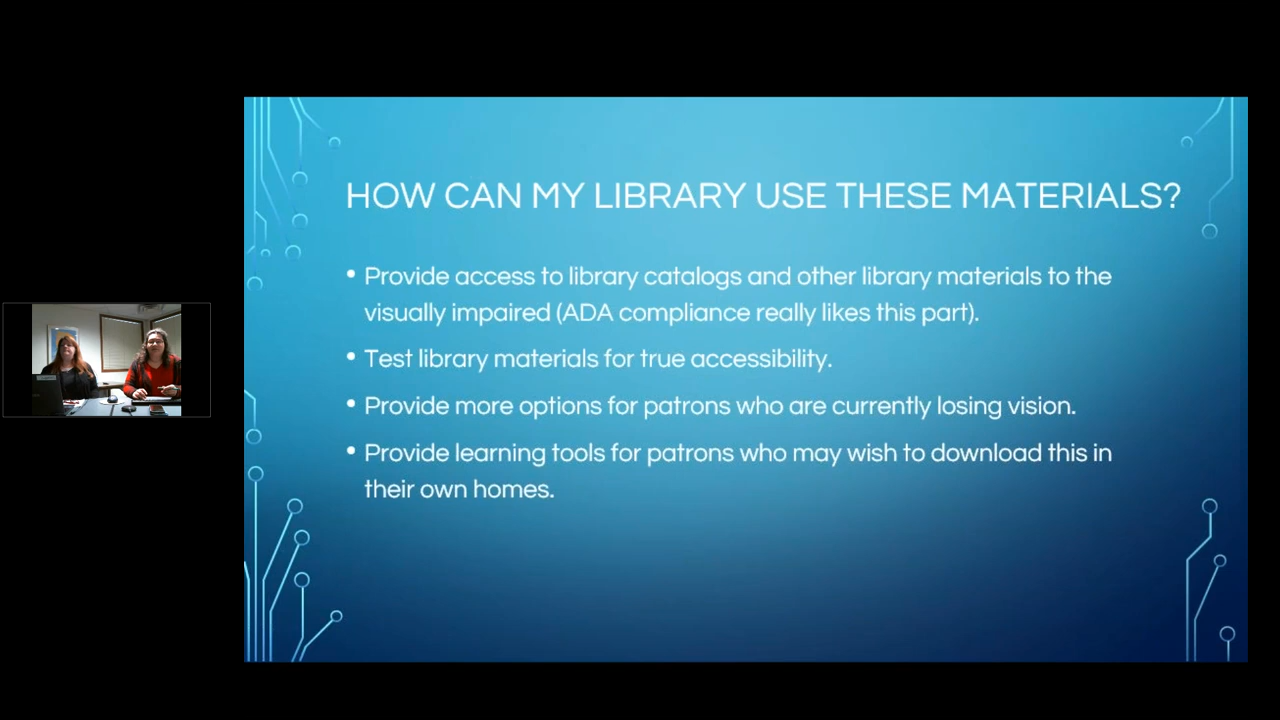 HOW CAN MY LIBRARY USE THESE MATERIALS?
• Provide access to library catalogs and other library materials to the
visually impaired (ADA compliance really likes this part).
• Test library materials for true accessibility.
• Provide more options for patrons who are currently losing vision.
• Provide learning tools for patrons who may wish to download this in
their own homes.